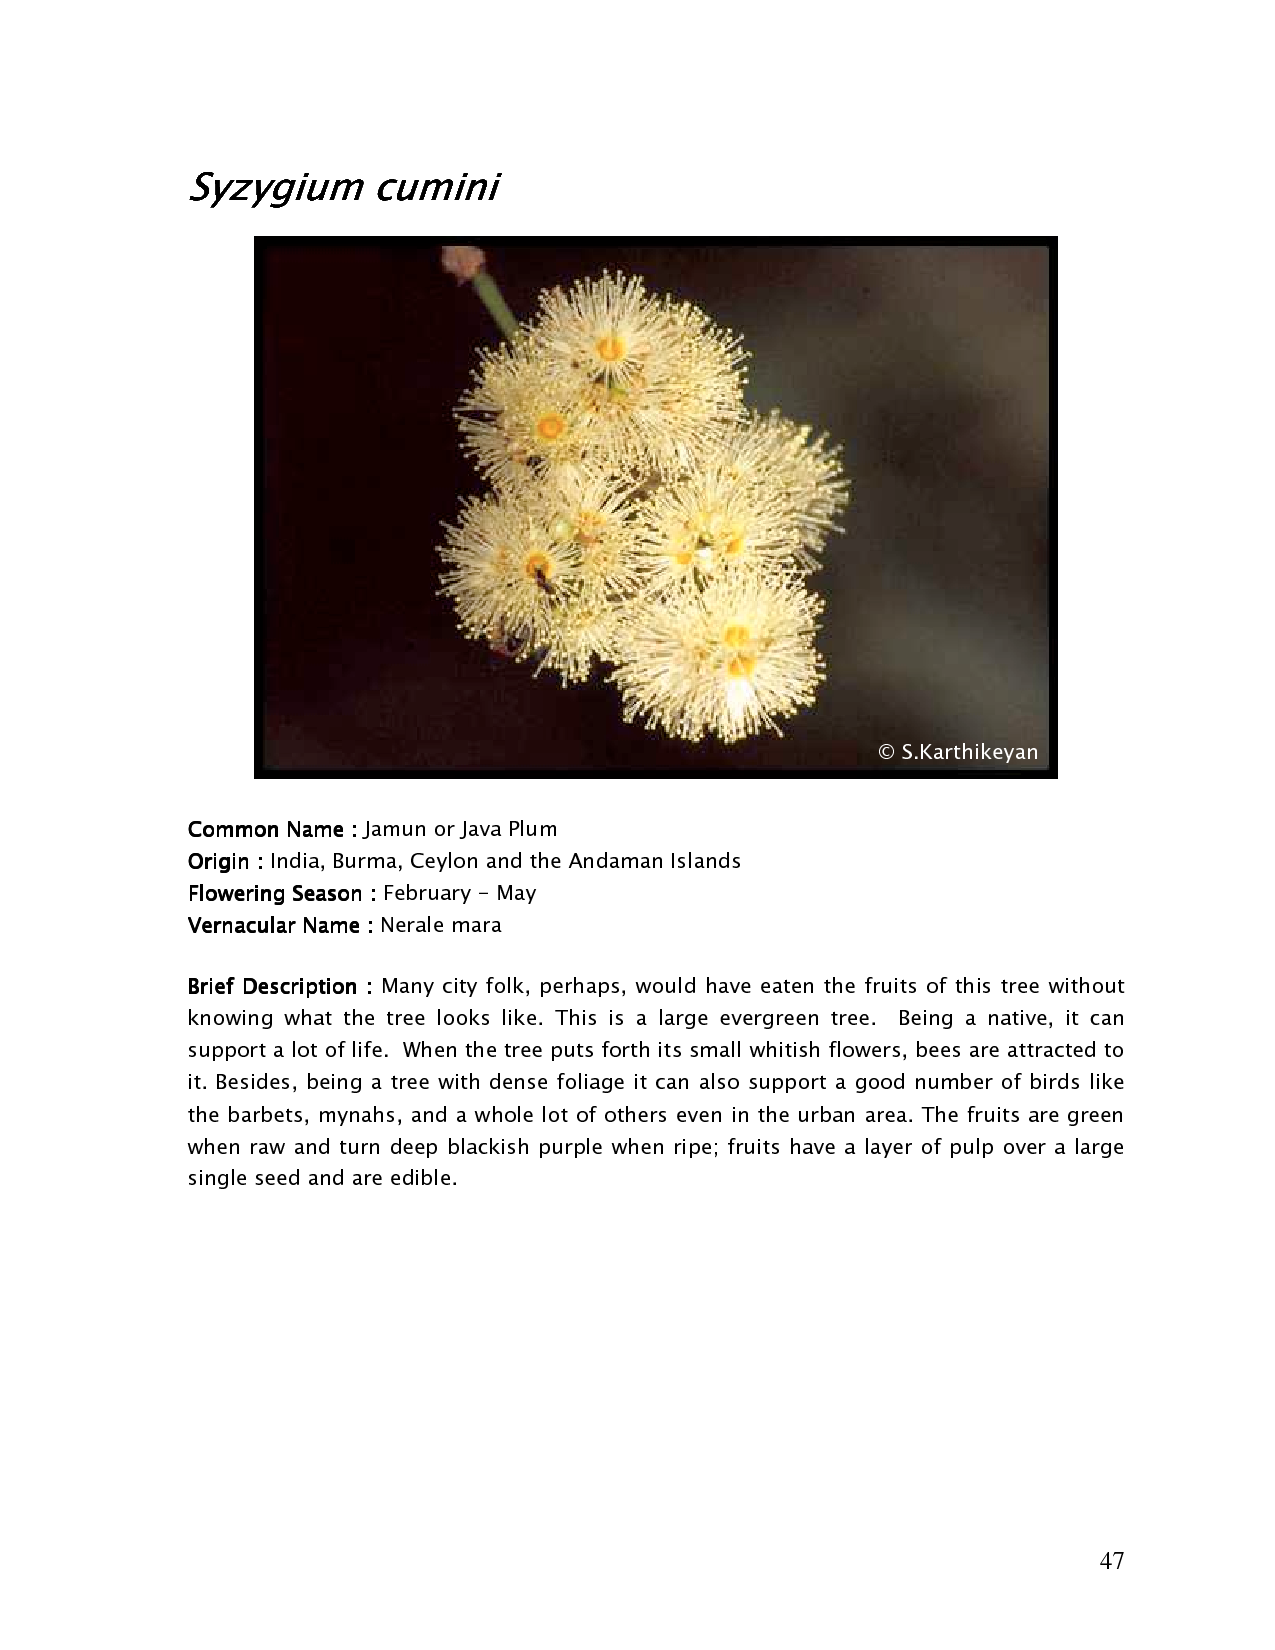 Syzygium cumini
© S.Karthikeyan
Common Name : Jamun or Java Plum
Origin : India, Burma, Ceylon and the Andaman Islands
Flowering Season : February – May
Vernacular Name : Nerale mara
Brief Description : Many city folk, perhaps, would have eaten the fruits of this tree without
knowing what the tree looks like. This is a large evergreen tree.  Being a native, it can
support a lot of life.  When the tree puts forth its small whitish flowers, bees are attracted to
it. Besides, being a tree with dense foliage it can also support a good number of birds like
the barbets, mynahs, and a whole lot of others even in the urban area. The fruits are green
when raw and turn deep blackish purple when ripe; fruits have a layer of pulp over a large
single seed and are edible.
47